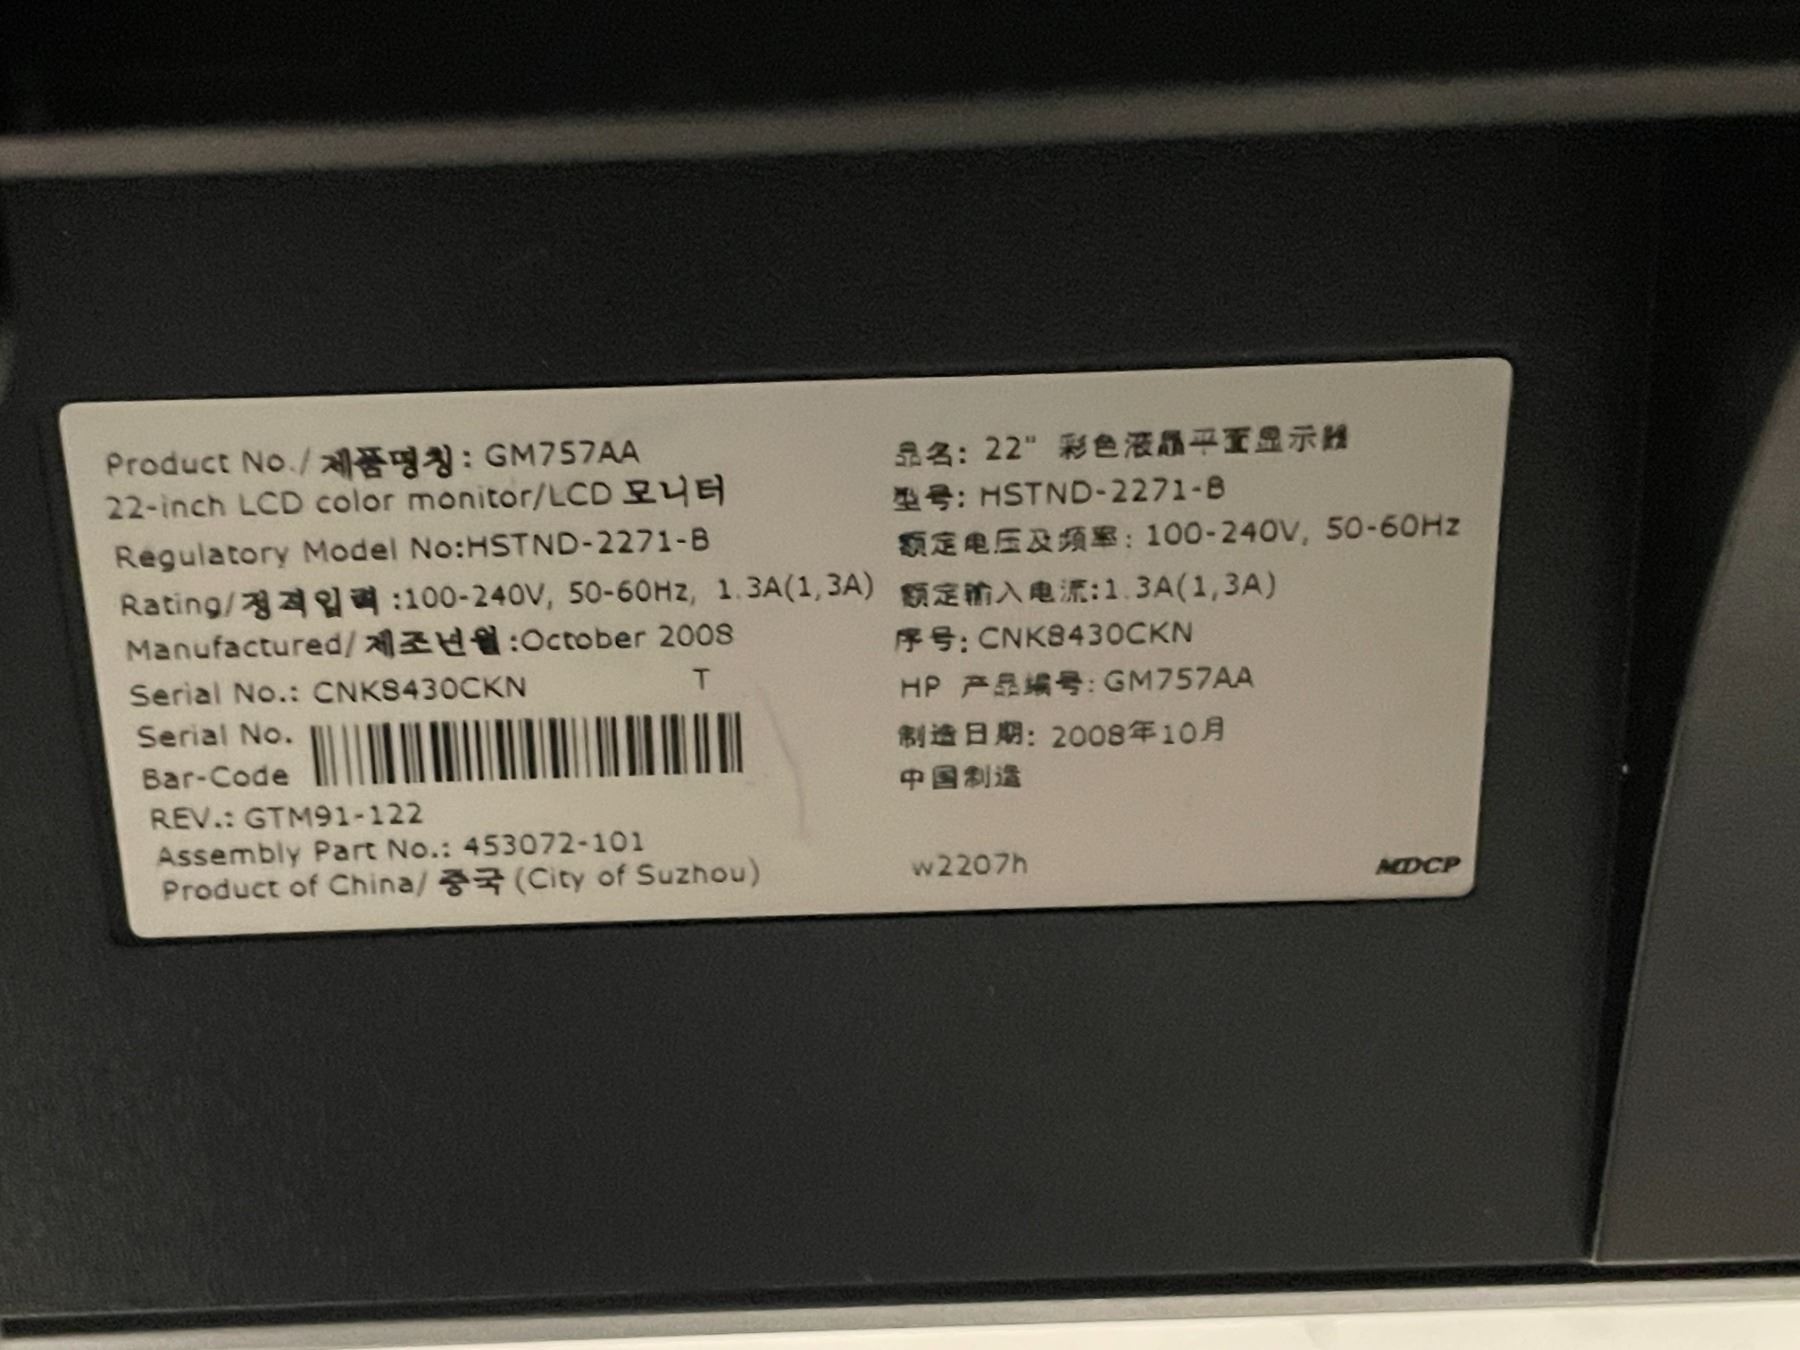 Product No./ 제품명칭: GM757AA
22-inch LCD color monitor/LCD 모니터
Regulatory Model No:HSTND-2271-B
Rating/정격입력 :100-240V, 50-60Hz, 1.3A(1,3A)
Manufactured/ 제조년월 :October 2008
Serial No.: CNK8430CKN T
Serial No.
Bar-Code
REV.: GTM91-122
Assembly Part No.: 453072-101
Product of China/ 중국 (City of Suzhou)
品名: 22" 彩色液晶平面显示器
型号: HSTND-2271-B
额定电压及频率: 100-240V, 50-60Hz
额定输入电流:1.3A(1,3A)
序号: CNK8430CKN
HP 产品编号: GM757AA
制造日期: 2008年10月
中国制造
w2207h
MDCP